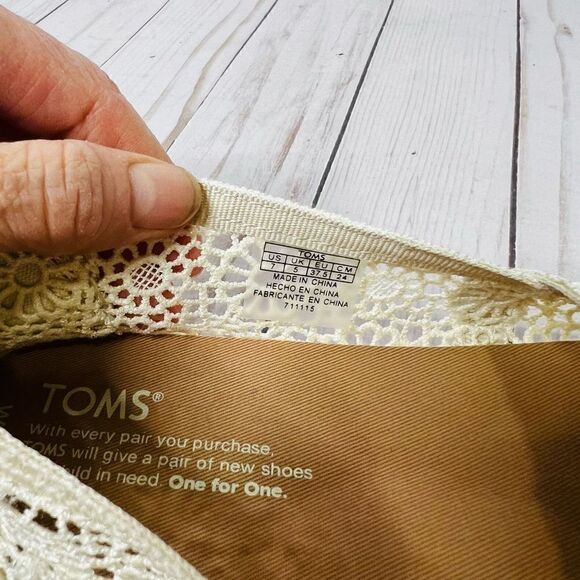 TOMS
US UK EU CM
7 5 37.5 24
MADE IN CHINA
HECHO EN CHINA
FABRICANTE EN CHINA
711115
TOMS®
With every pair you purchase,
TOMS will give a pair of new shoes
in need. One for One.